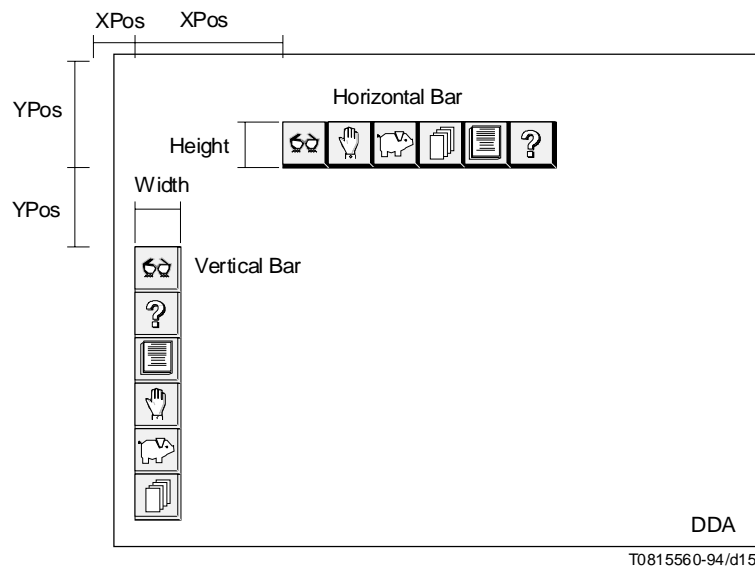 XPos XPos
YPos
Horizontal Bar
Height
Width
YPos
Vertical Bar
DDA
T0815560-94/d15